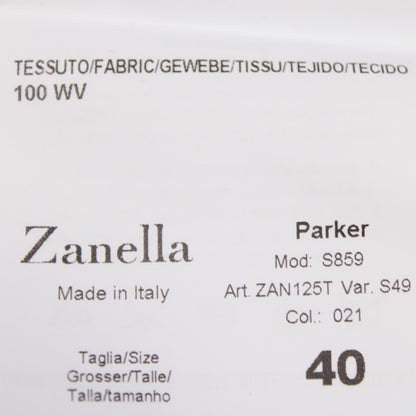 TESSUTO/FABRIC/GEWEBE/TISSU/TEJIDO/TECIDO
100 WV
Zanella
Made in Italy
Parker
Mod: S859
Art. ZAN125T Var. S49
Col.: 021
Taglia/Size
Grosser/Talle/
Talla/tamanho
40